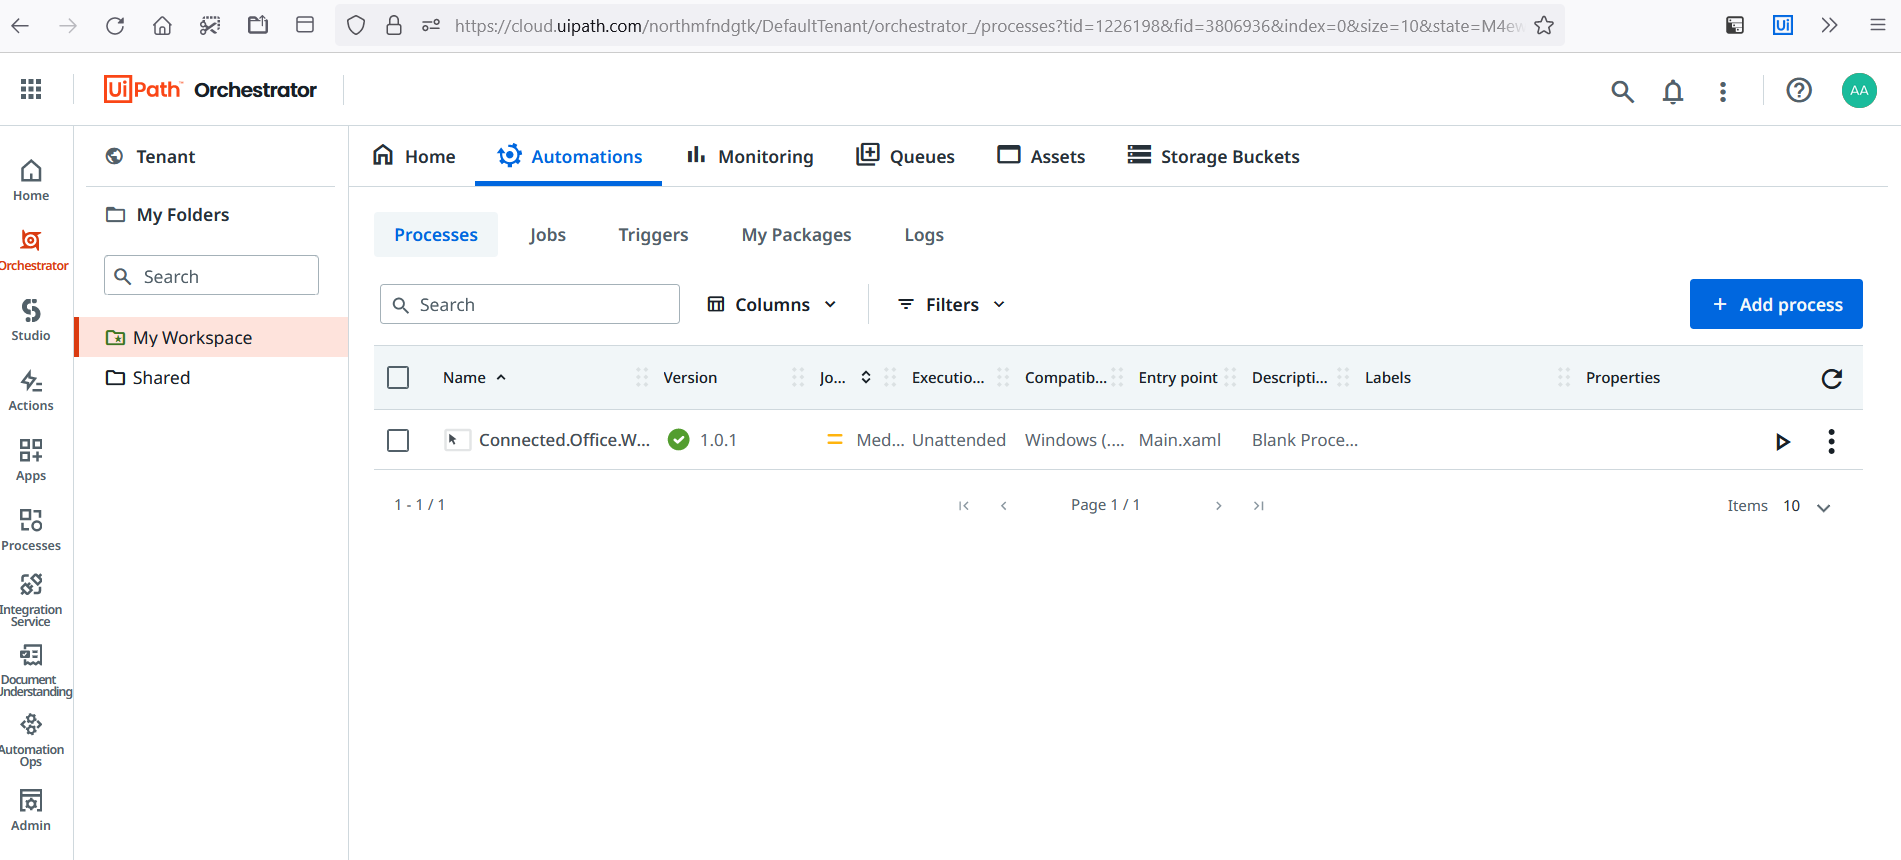 https://cloud.uipath.com/northmfndgtk/DefaultTenant/orchestrator_/processes?tid=1226198&fid=3806936&index=0&size=10&state=M4ew
Ui
UiPath™ Orchestrator
AA
Home
Orchestrator
Studio
Actions
Apps
Processes
Integration
Service
Document
Understanding
Automation
Ops
Admin
Tenant
My Folders
Search
My Workspace
Shared
Home
Automations
Monitoring
Queues
Assets
Storage Buckets
Processes
Jobs
Triggers
My Packages
Logs
Search
Columns
Filters
+ Add process
Name
Version
Jo...
Executio...
Compatib...
Entry point
Descripti...
Labels
Properties
Connected.Office.W...
1.0.1
Med...
Unattended
Windows (....
Main.xaml
Blank Proce...
1 - 1 / 1
Page 1 / 1
Items 10